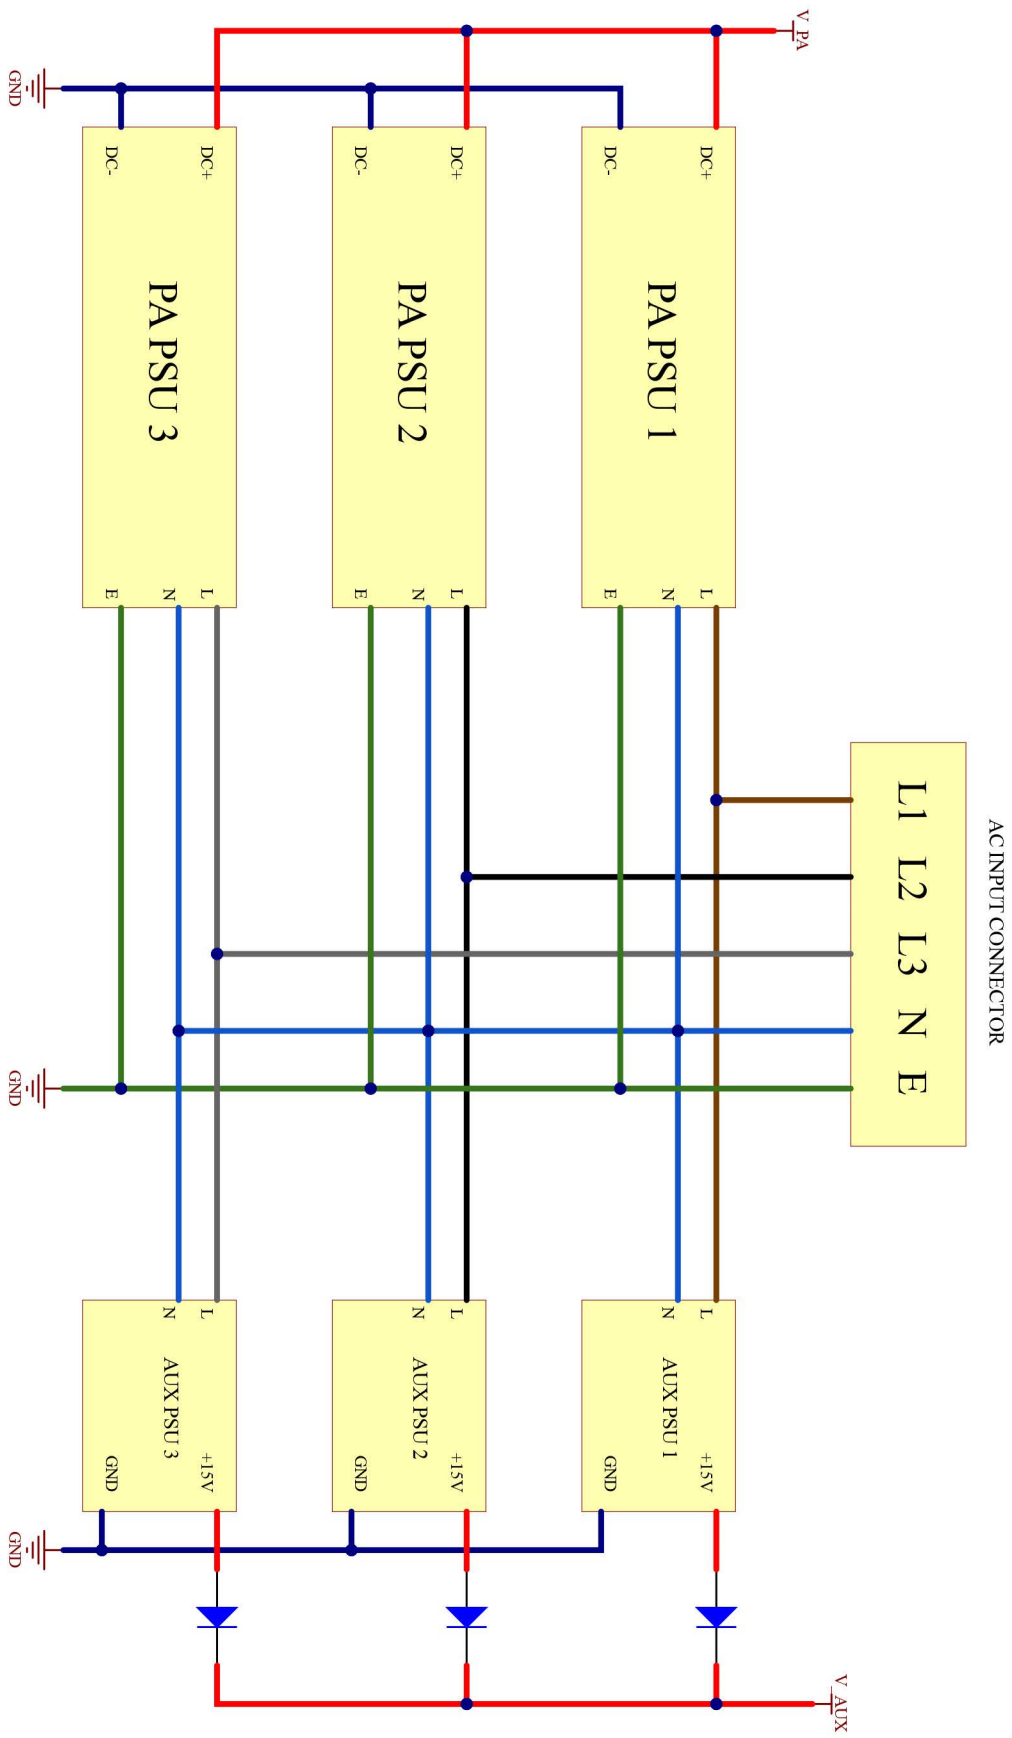 AC INPUT CONNECTOR
L1 L2 L3 N E
V_PA
DC+
DC-
PA PSU 1
L
N
E
L
N
AUX PSU 1
+15V
GND
V_AUX
DC+
DC-
PA PSU 2
L
N
E
L
N
AUX PSU 2
+15V
GND
DC+
DC-
PA PSU 3
L
N
E
L
N
AUX PSU 3
+15V
GND
GND
GND
GND